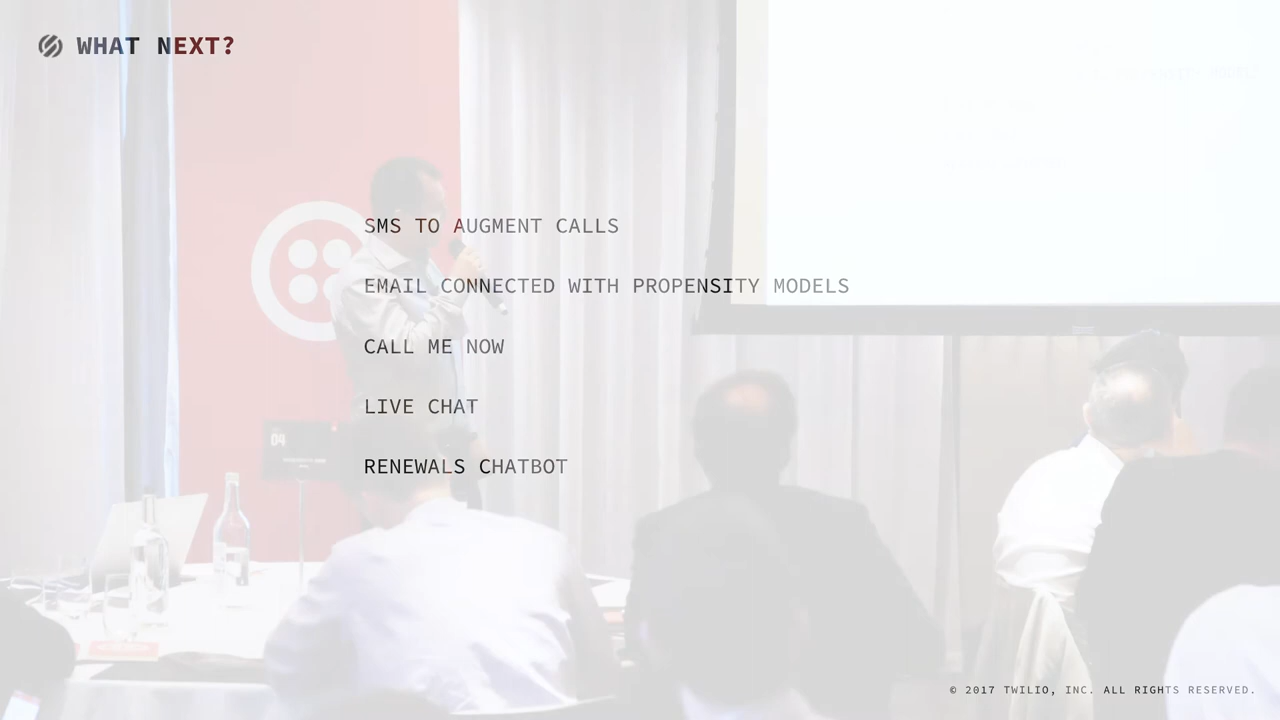 WHAT NEXT?
SMS TO AUGMENT CALLS
EMAIL CONNECTED WITH PROPENSITY MODELS
CALL ME NOW
LIVE CHAT
04
RENEWALS CHATBOT
© 2017 TWILIO, INC. ALL RIGHTS RESERVED.